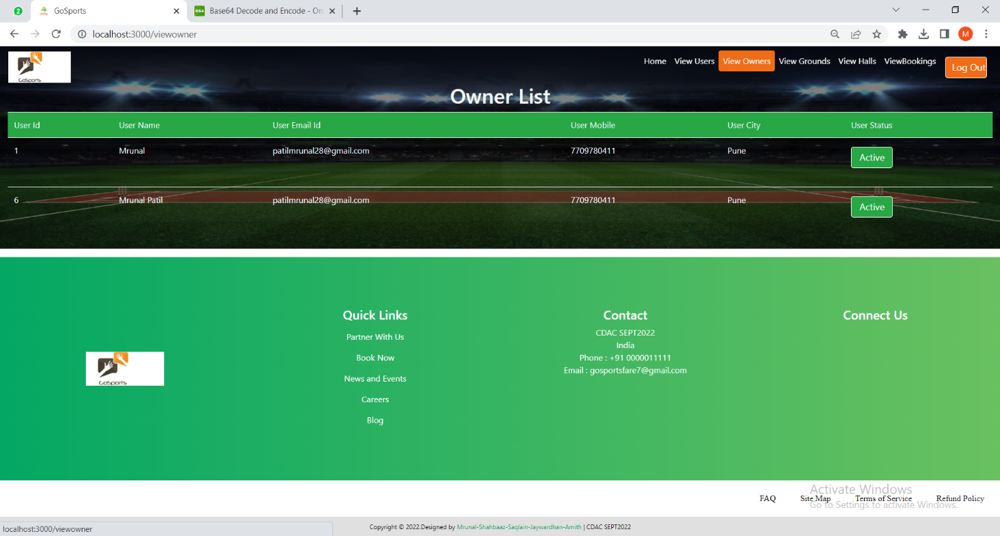 2
GoSports
B64
Base64 Decode and Encode - On
localhost:3000/viewowner
M
GoSports
Home View Users View Owners View Grounds View Halls ViewBookings Log Out
Owner List
User Id User Name User Email Id User Mobile User City User Status
1 Mrunal patilmrunal28@gmail.com 7709780411 Pune Active
6 Mrunal Patil patilmrunal28@gmail.com 7709780411 Pune Active
GoSports
Quick Links
Partner With Us
Book Now
News and Events
Careers
Blog
Contact
CDAC SEPT2022
India
Phone : +91 0000011111
Email : gosportsfare7@gmail.com
Connect Us
FAQ Site Map Terms of Service Refund Policy
Activate Windows
Go to Settings to activate Windows.
localhost:3000/viewowner
Copyright © 2022.Designed by Mrunal-Shahbaaz-Saqlain-Jaywardhan-Amith | CDAC SEPT2022